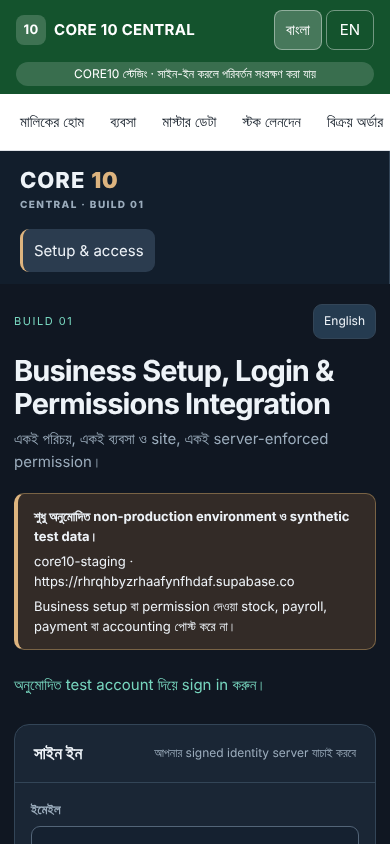 10 CORE 10 CENTRAL বাংলা EN
CORE10 স্টেজিং · সাইন-ইন করলে পরিবর্তন সংরক্ষণ করা যায়
মালিকের হোম ব্যবসা মাস্টার ডেটা স্টক লেনদেন বিক্রয় অর্ডার
CORE 10
CENTRAL · BUILD 01
Setup & access
BUILD 01 English
Business Setup, Login &
Permissions Integration
একই পরিচয়, একই ব্যবসা ও site, একই server-enforced
permission।
শুধু অনুমোদিত non-production environment ও synthetic
test data।
core10-staging ·
https://rhrqhbyzrhaafynfhdaf.supabase.co
Business setup বা permission দেওয়া stock, payroll,
payment বা accounting পোস্ট করে না।
অনুমোদিত test account দিয়ে sign in করুন।
সাইন ইন আপনার signed identity server যাচাই করবে
ইমেইল